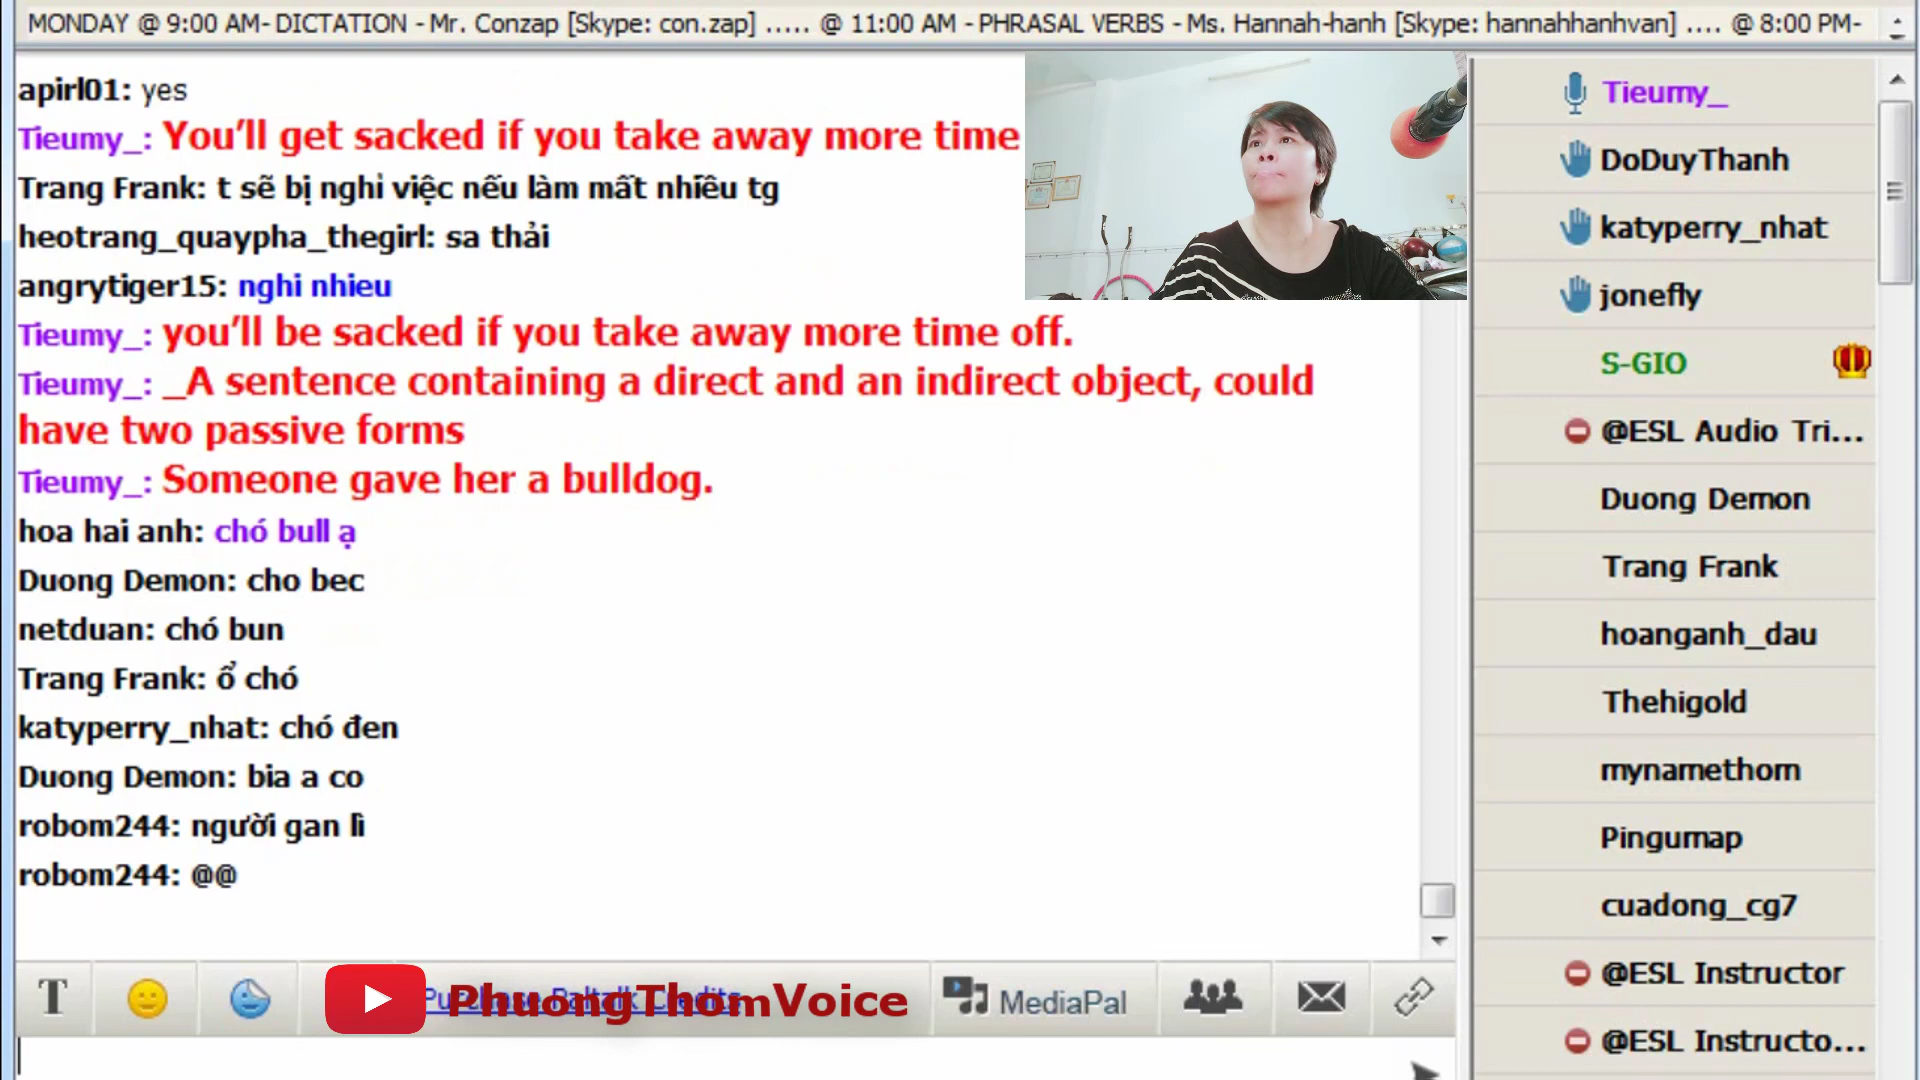 MONDAY @ 9:00 AM- DICTATION - Mr. Conzap [Skype: con.zap] ..... @ 11:00 AM - PHRASAL VERBS - Ms. Hannah-hanh [Skype: hannahhanhvan] .... @ 8:00 PM-
apirl01: yes
Tieumy_: You’ll get sacked if you take away more time
Trang Frank: t sẽ bị nghỉ việc nếu làm mất nhiều tg
heotrang_quaypha_thegirl: sa thải
angrytiger15: nghi nhieu
Tieumy_: you’ll be sacked if you take away more time off.
Tieumy_: _A sentence containing a direct and an indirect object, could
have two passive forms
Tieumy_: Someone gave her a bulldog.
hoa hai anh: chó bull ạ
Duong Demon: cho bec
netduan: chó bun
Trang Frank: ổ chó
katyperry_nhat: chó đen
Duong Demon: bia a co
robom244: người gan lì
robom244: @@
T
Purchase Paltalk Credits
PhuongThomVoice
MediaPal
Tieumy_
DoDuyThanh
katyperry_nhat
jonefly
S-GIO
@ESL Audio Tri...
Duong Demon
Trang Frank
hoanganh_dau
Thehigold
mynamethom
Pingumap
cuadong_cg7
@ESL Instructor
@ESL Instructo...